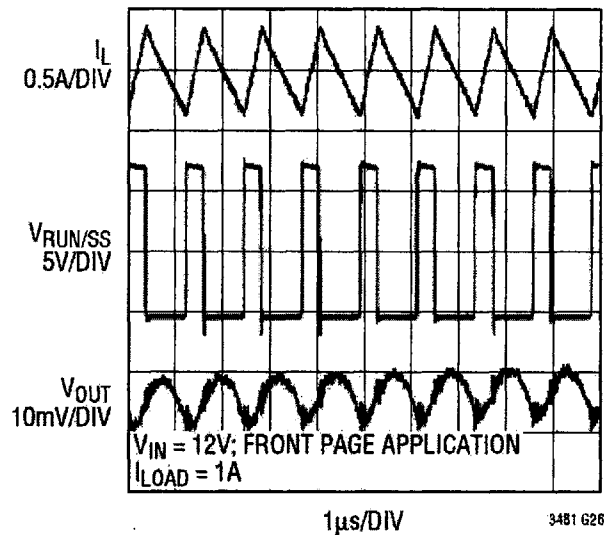 I_L
0.5A/DIV
V_RUN/SS
5V/DIV
V_OUT
10mV/DIV
V_IN = 12V; FRONT PAGE APPLICATION
I_LOAD = 1A
1µs/DIV
3481 G26